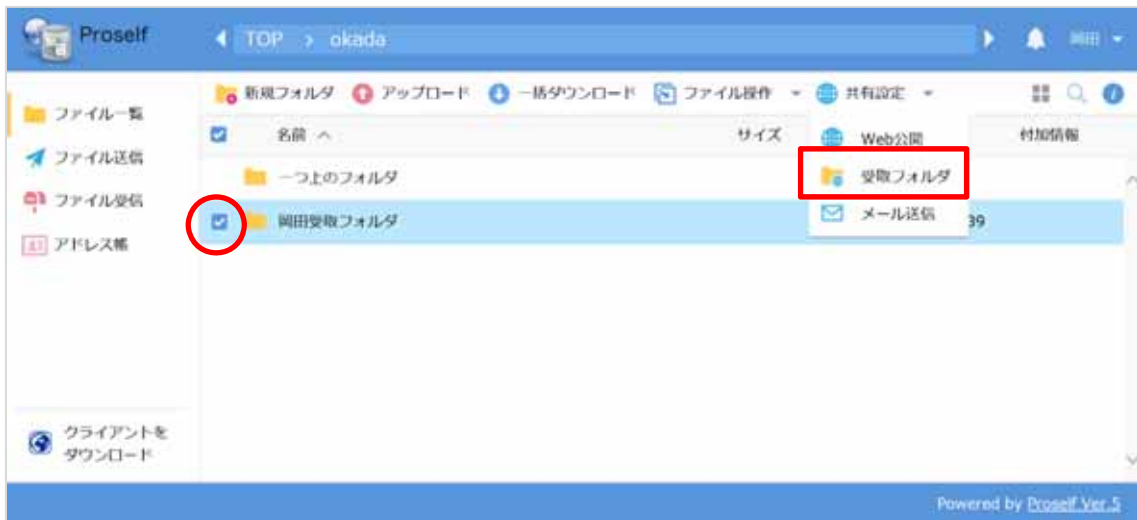 Proself
TOP > okada
岡田
新規フォルダ アップロード 一括ダウンロード ファイル操作 共有設定
ファイル一覧
ファイル送信
ファイル受信
アドレス帳
名前 サイズ 付加情報
Web公開
受取フォルダ
メール送信
一つ上のフォルダ
岡田受取フォルダ 39
クライアントを
ダウンロード
Powered by Proself Ver.5